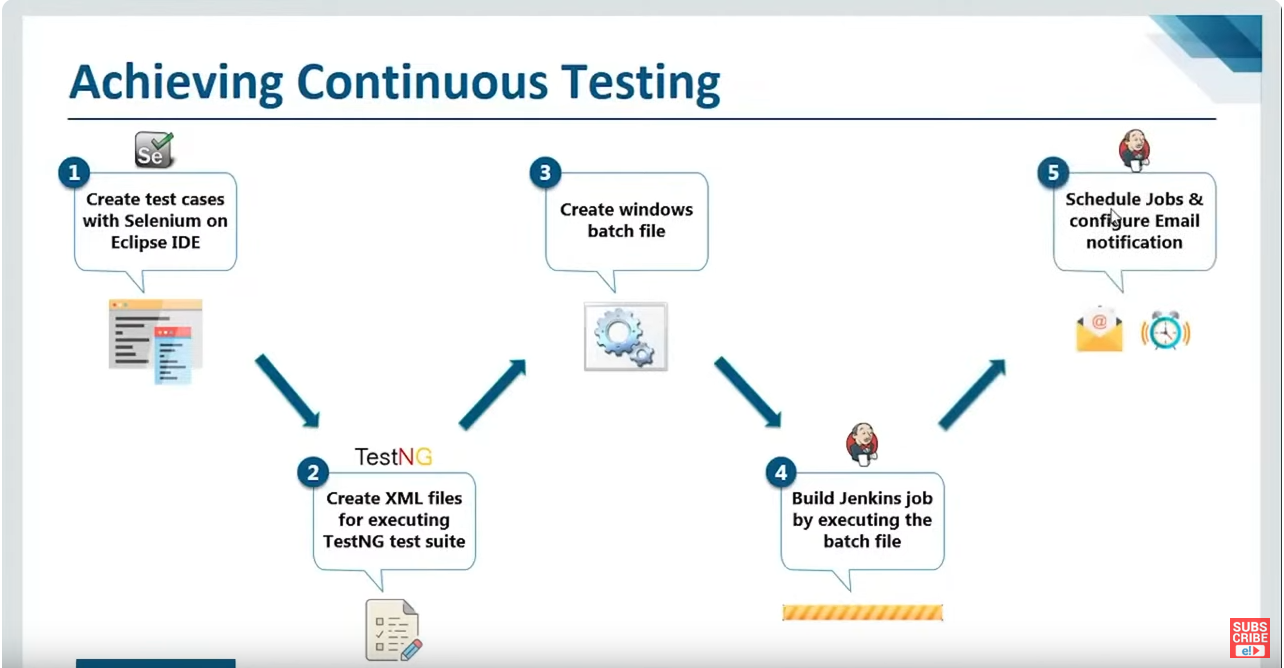 Achieving Continuous Testing
Se
1
Create test cases
with Selenium on
Eclipse IDE
TestNG
2
Create XML files
for executing
TestNG test suite
3
Create windows
batch file
4
Build Jenkins job
by executing the
batch file
5
Schedule Jobs &
configure Email
notification
@
SUBS
CRIBE
e!